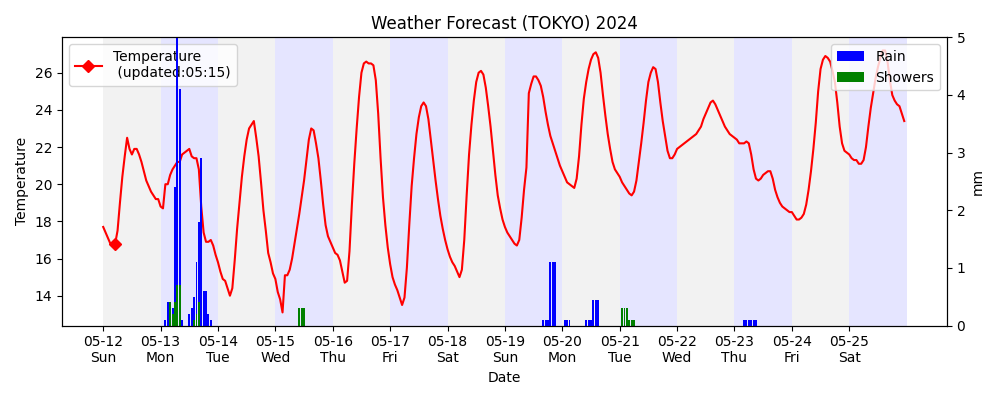 Weather Forecast (TOKYO) 2024
Temperature
(updated:05:15)
Rain
Showers
26
24
22
20
18
16
14
Temperature
5
4
3
2
1
0
mm
05-12 05-13 05-14 05-15 05-16 05-17 05-18 05-19 05-20 05-21 05-22 05-23 05-24 05-25
Sun Mon Tue Wed Thu Fri Sat Sun Mon Tue Wed Thu Fri Sat
Date